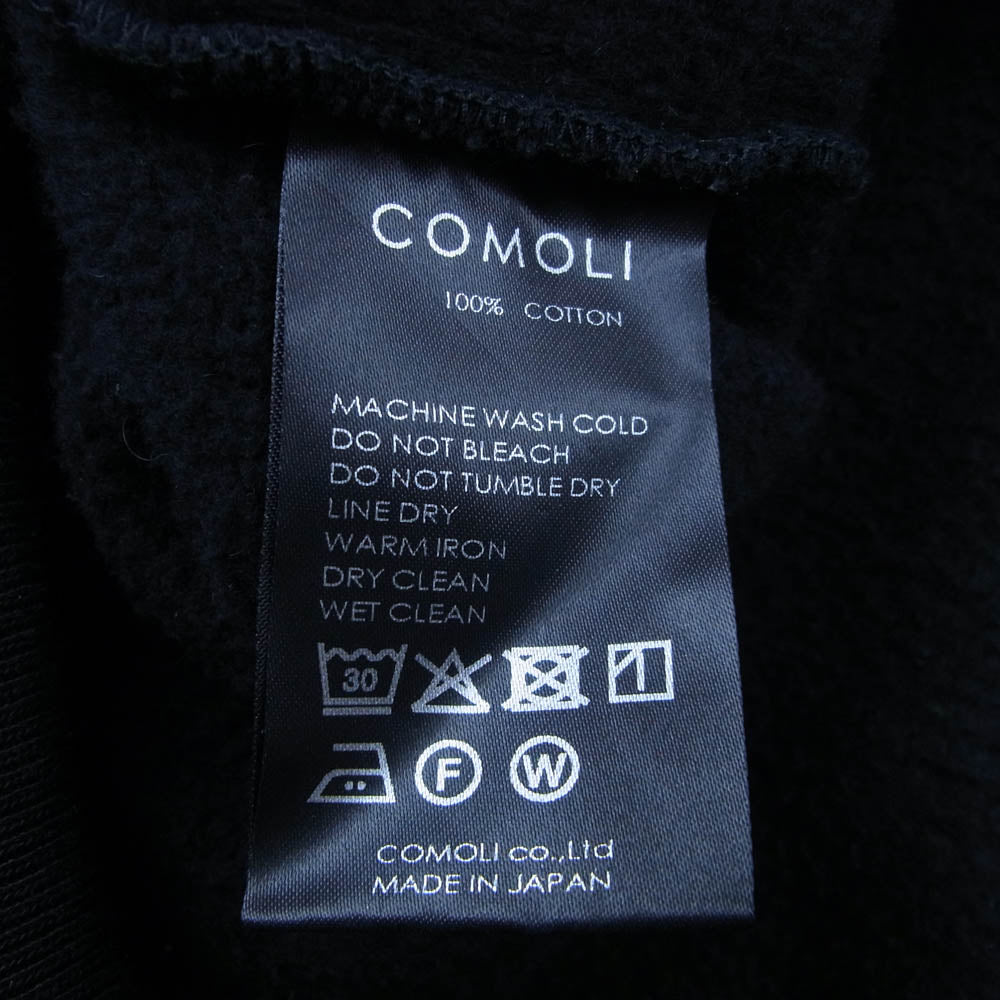 COMOLI
100% COTTON
MACHINE WASH COLD
DO NOT BLEACH
DO NOT TUMBLE DRY
LINE DRY
WARM IRON
DRY CLEAN
WET CLEAN
30
F W
COMOLI co.,Ltd
MADE IN JAPAN